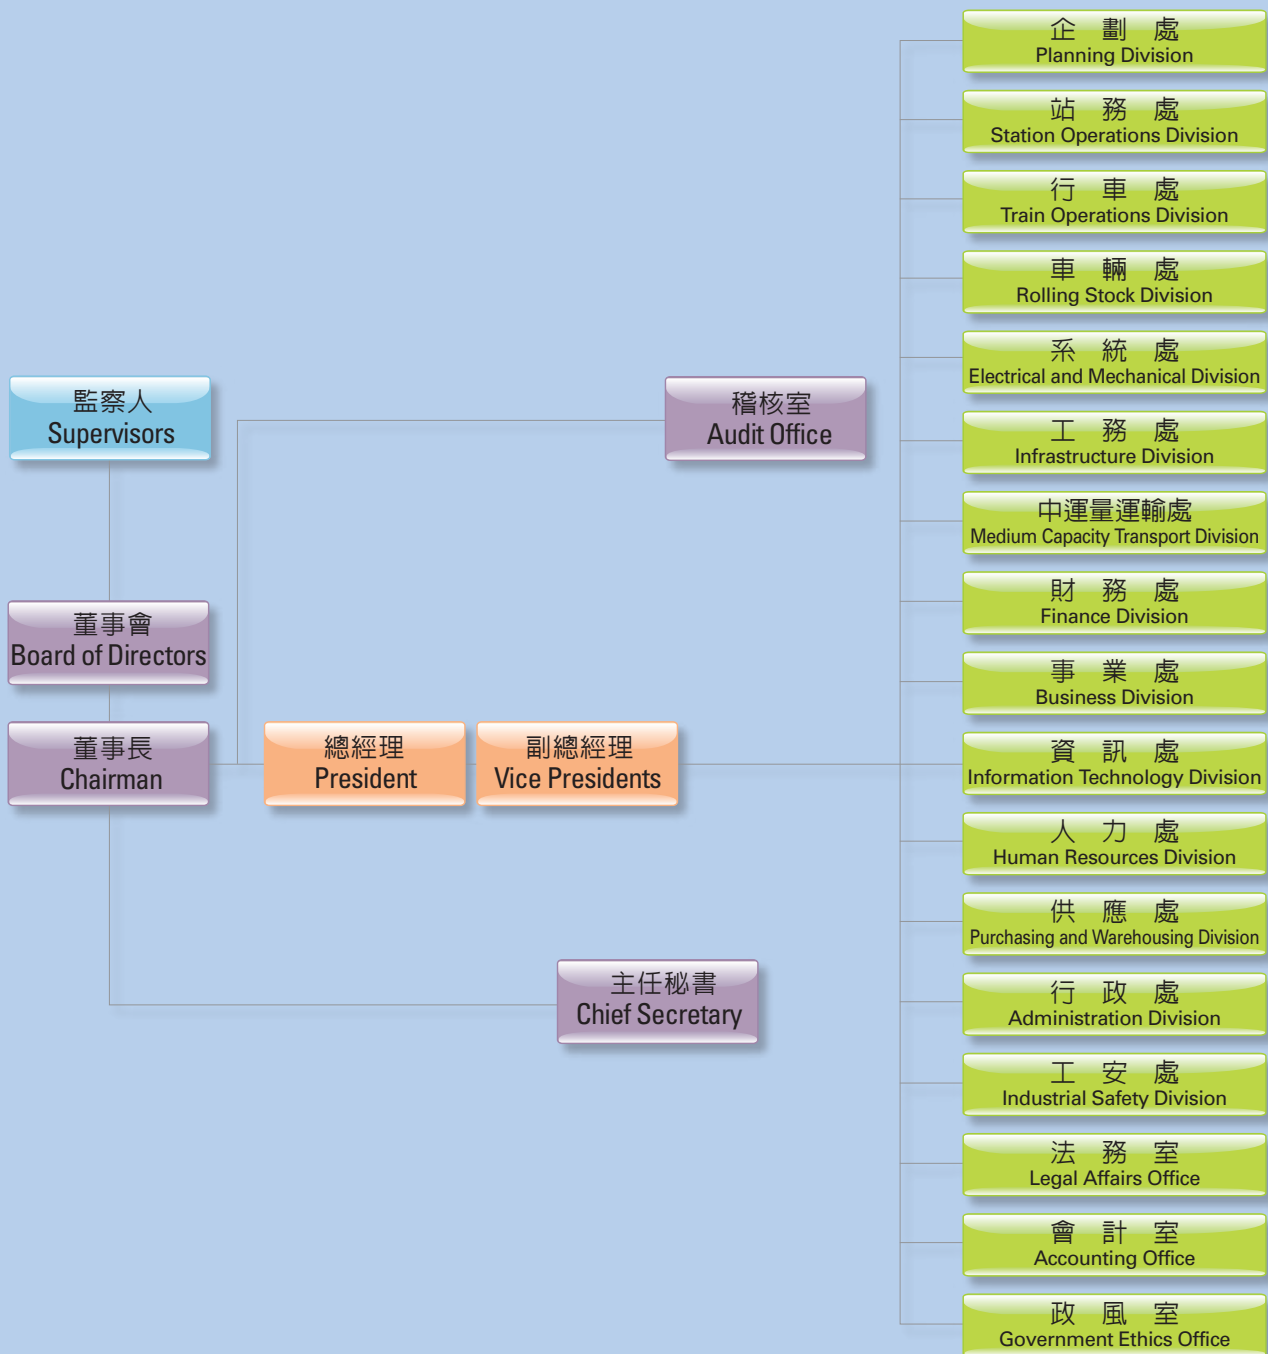 監察人
Supervisors
董事會
Board of Directors
董事長
Chairman
總經理
President
副總經理
Vice Presidents
稽核室
Audit Office
主任秘書
Chief Secretary
企劃處
Planning Division
站務處
Station Operations Division
行車處
Train Operations Division
車輛處
Rolling Stock Division
系統處
Electrical and Mechanical Division
工務處
Infrastructure Division
中運量運輸處
Medium Capacity Transport Division
財務處
Finance Division
事業處
Business Division
資訊處
Information Technology Division
人力處
Human Resources Division
供應處
Purchasing and Warehousing Division
行政處
Administration Division
工安處
Industrial Safety Division
法務室
Legal Affairs Office
會計室
Accounting Office
政風室
Government Ethics Office